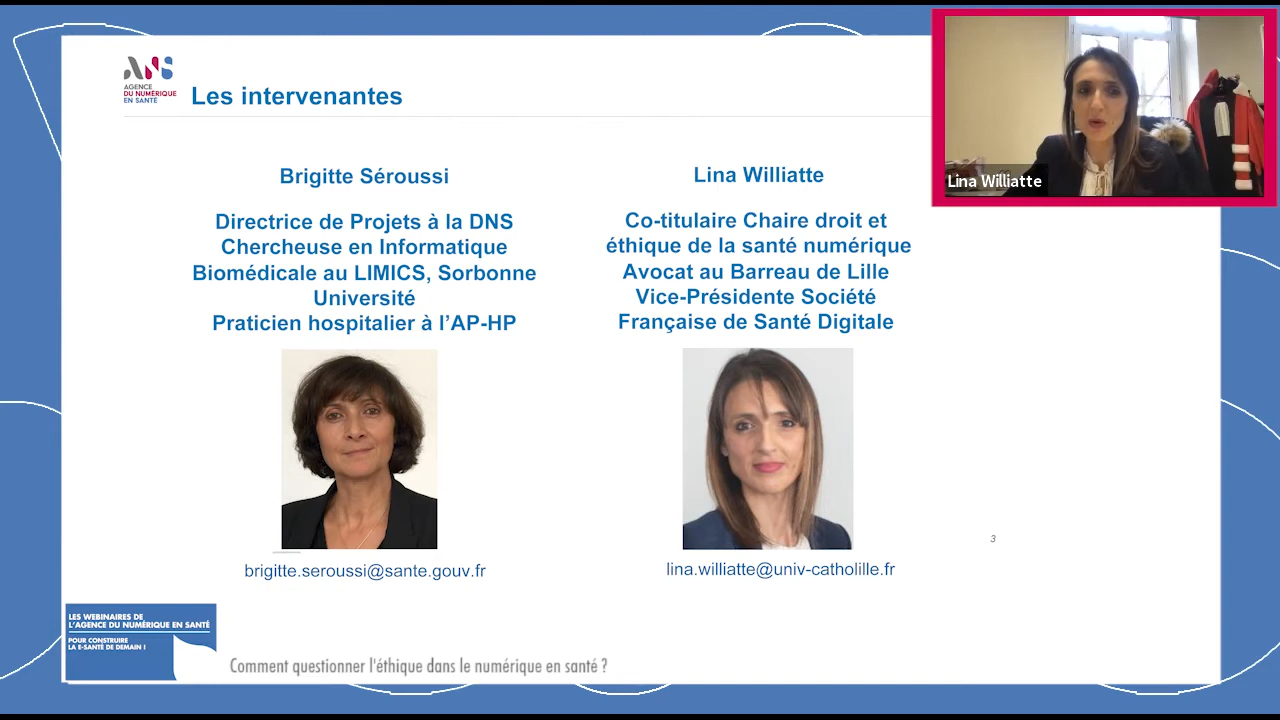 ANS
AGENCE
DU NUMÉRIQUE
EN SANTÉ
Les intervenantes
Lina Williatte
Brigitte Séroussi
Directrice de Projets à la DNS
Chercheuse en Informatique
Biomédicale au LIMICS, Sorbonne
Université
Praticien hospitalier à l'AP-HP
brigitte.seroussi@sante.gouv.fr
Lina Williatte
Co-titulaire Chaire droit et
éthique de la santé numérique
Avocat au Barreau de Lille
Vice-Présidente Société
Française de Santé Digitale
lina.williatte@univ-catholille.fr
3
LES WEBINAIRES DE
L'AGENCE DU NUMÉRIQUE EN SANTÉ
POUR CONSTRUIRE
LA E-SANTÉ DE DEMAIN !
Comment questionner l'éthique dans le numérique en santé ?